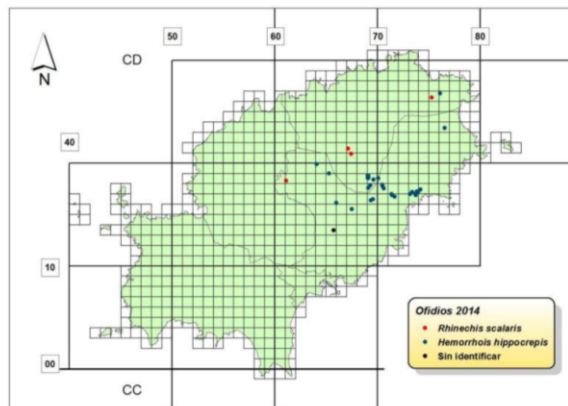 50
60
70
80
CD
N
40
10
00
CC
Ofidios 2014
Rhinechis scalaris
Hemorrhois hippocrepis
Sin identificar